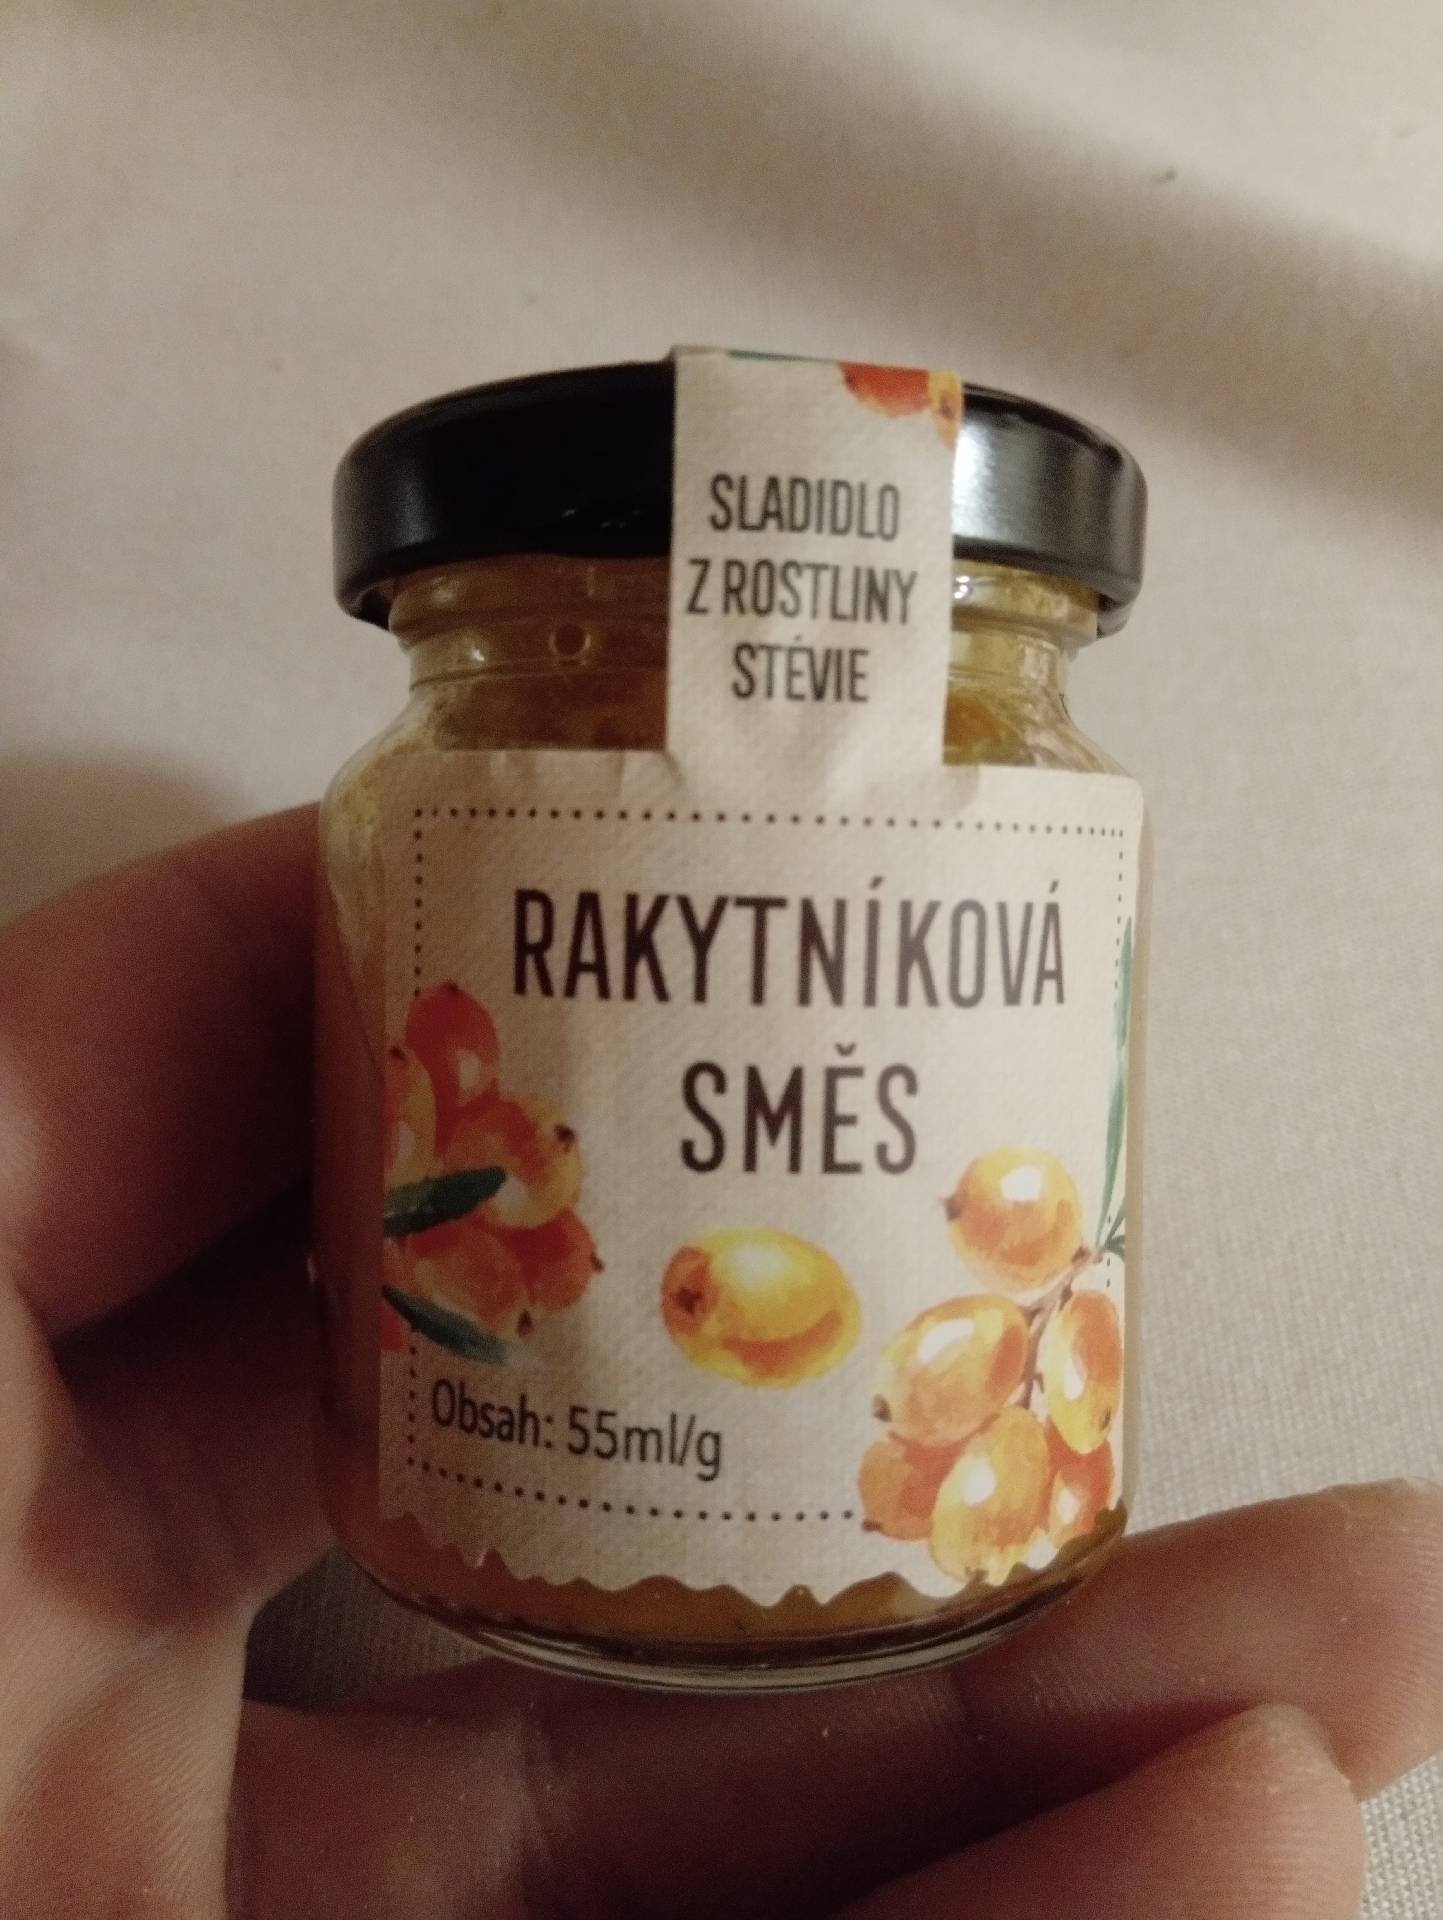 SLADIDLO
Z ROSTLINY
STÉVIE
RAKYTNÍKOVÁ
SMĚS
Obsah: 55ml/g